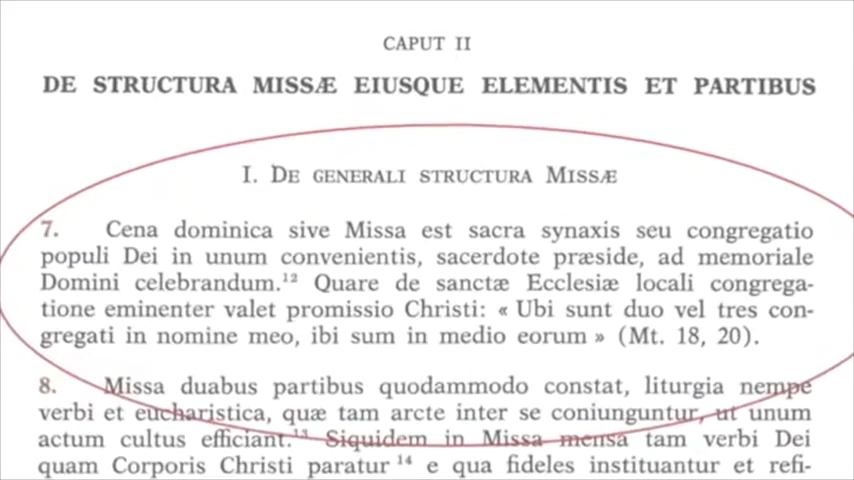 CAPUT II
DE STRUCTURA MISSÆ EIUSQUE ELEMENTIS ET PARTIBUS
I. DE GENERALI STRUCTURA MISSÆ
7. Cena dominica sive Missa est sacra synaxis seu congregatio
populi Dei in unum convenientis, sacerdote præside, ad memoriale
Domini celebrandum.¹² Quare de sanctæ Ecclesiæ locali congrega-
tione eminenter valet promissio Christi: « Ubi sunt duo vel tres con-
gregati in nomine meo, ibi sum in medio eorum » (Mt. 18, 20).
8. Missa duabus partibus quodammodo constat, liturgia nempe
verbi et eucharistica, quæ tam arcte inter se coniunguntur, ut unum
actum cultus efficiant.¹³ Siquidem in Missa mensa tam verbi Dei
quam Corporis Christi paratur ¹⁴ e qua fideles instituantur et refi-